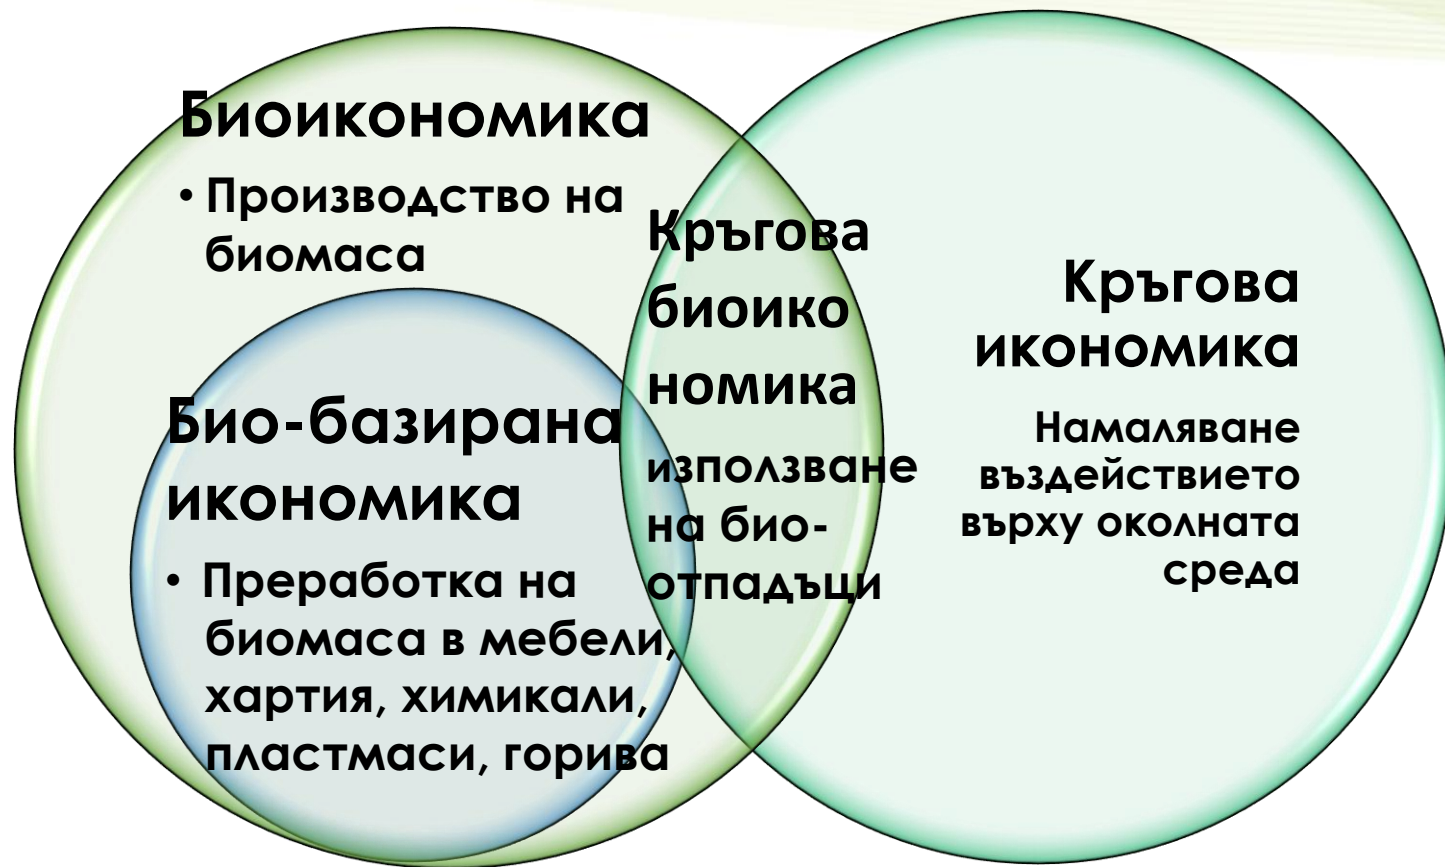 Биоикономика
• Производство на
биомаса
Био-базирана
икономика
• Преработка на
биомаса в мебели,
хартия, химикали,
пластмаси, горива
Кръгова
биоико
номика
използване
на био-
отпадъци
Кръгова
икономика
Намаляване
въздействието
върху околната
среда